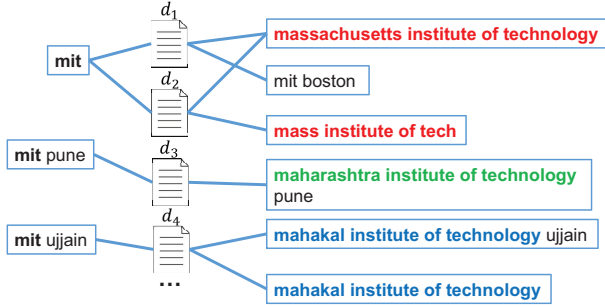 d1
massachusetts institute of technology
mit
mit boston
d2
mass institute of tech
d3
mit pune
maharashtra institute of technology
pune
d4
mit ujjain
mahakal institute of technology ujjain
...
mahakal institute of technology